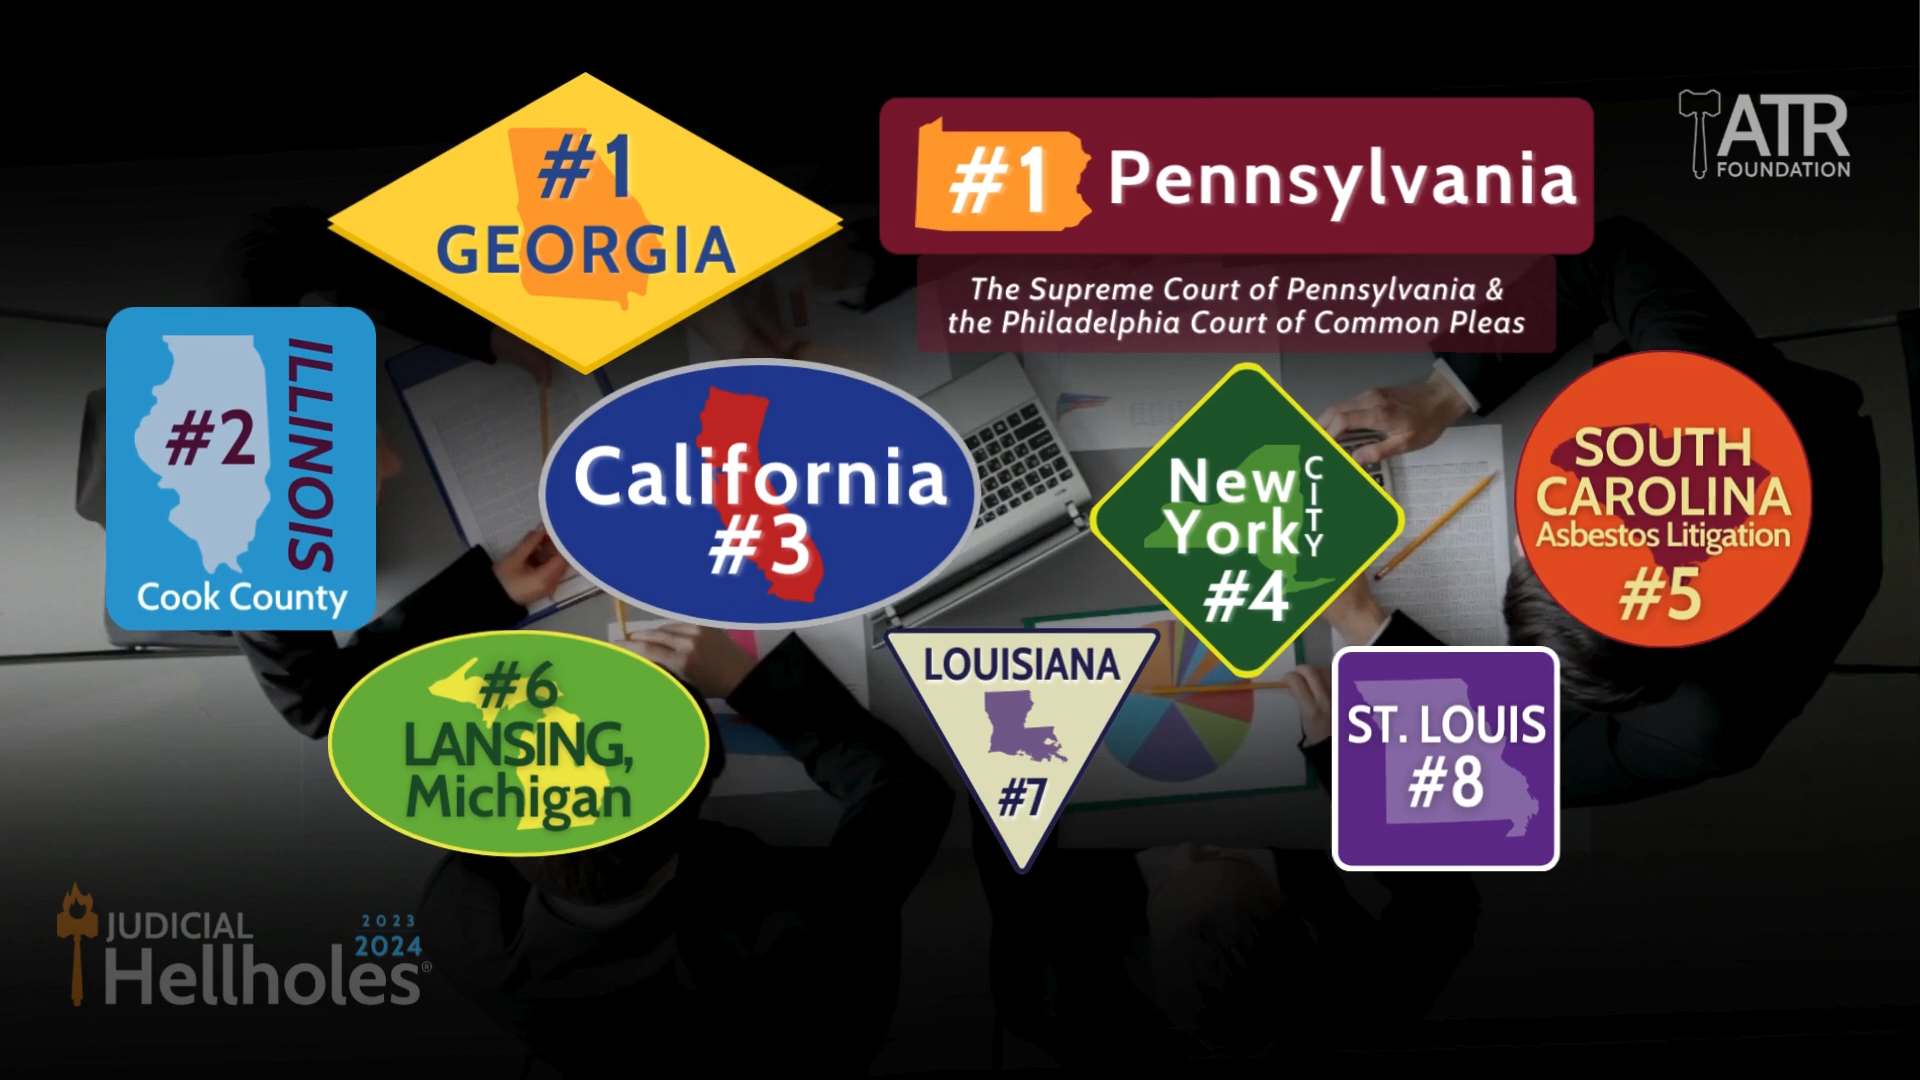 #1
GEORGIA
#1 Pennsylvania
The Supreme Court of Pennsylvania &
the Philadelphia Court of Common Pleas
ATR
FOUNDATION
#2
ILLINOIS
Cook County
California
#3
New
York
CITY
#4
SOUTH
CAROLINA
Asbestos Litigation
#5
#6
LANSING,
Michigan
LOUISIANA
#7
ST. LOUIS
#8
JUDICIAL
2023
2024
Hellholes®